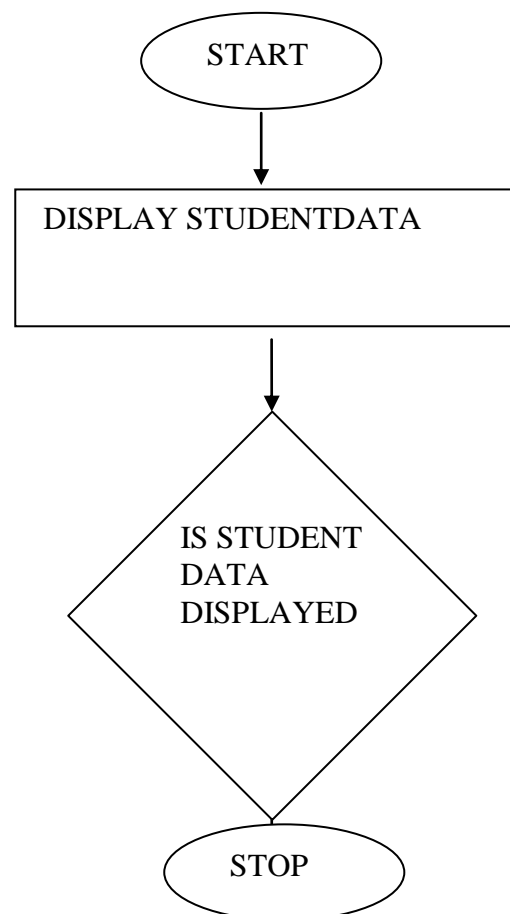 START
DISPLAY STUDENTDATA
IS STUDENT
DATA
DISPLAYED
STOP